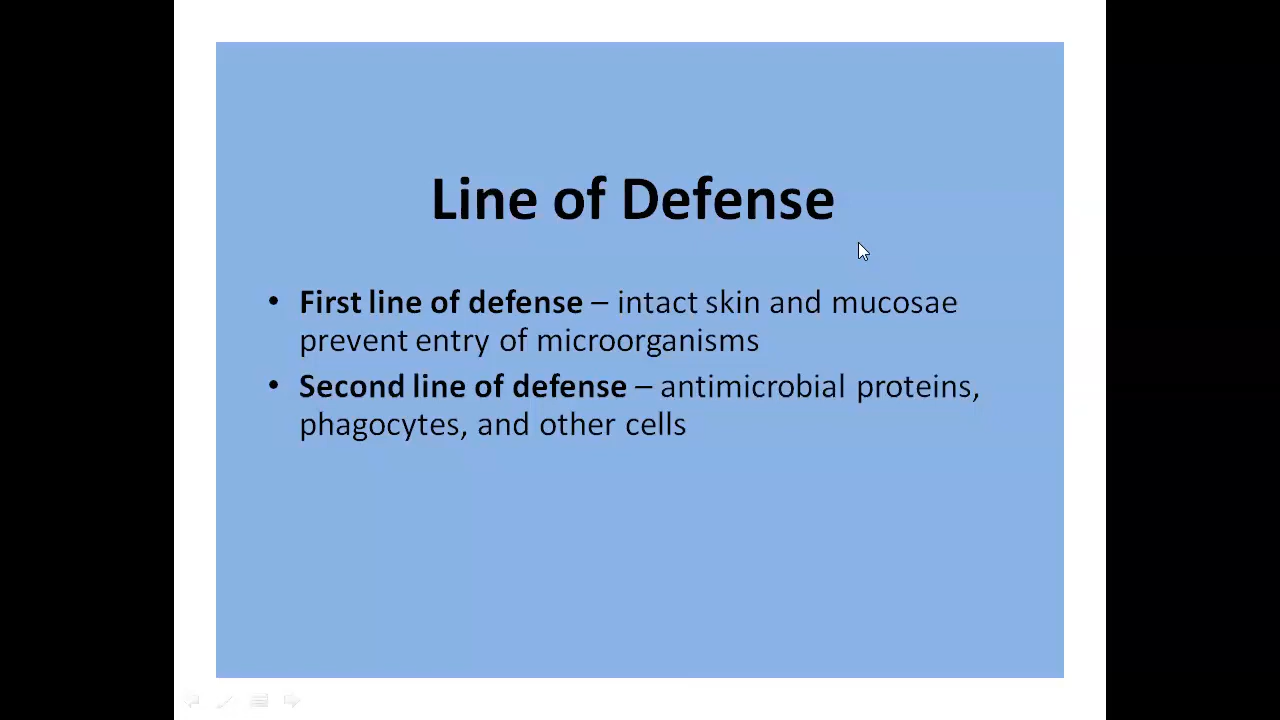 Line of Defense
• First line of defense – intact skin and mucosae
prevent entry of microorganisms
• Second line of defense – antimicrobial proteins,
phagocytes, and other cells